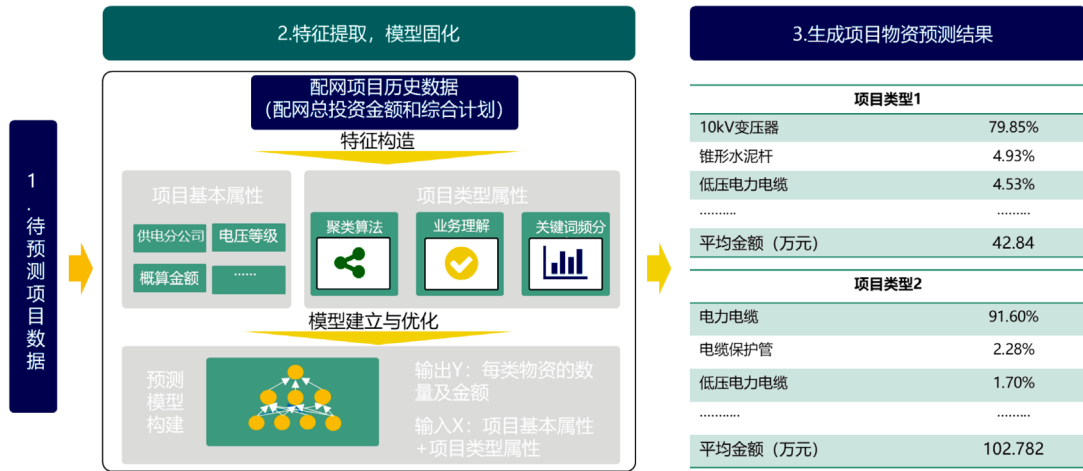 1.待预测项目数据
2.特征提取，模型固化
配网项目历史数据
（配网总投资金额和综合计划）
特征构造
项目基本属性
供电分公司
电压等级
概算金额
......
项目类型属性
聚类算法
业务理解
关键词频分
模型建立与优化
预测
模型
构建
输出Y：每类物资的数
量及金额
输入X：项目基本属性
+项目类型属性
3.生成项目物资预测结果
项目类型1
10kV变压器 79.85%
锥形水泥杆 4.93%
低压电力电缆 4.53%
.......... .........
平均金额（万元） 42.84
项目类型2
电力电缆 91.60%
电缆保护管 2.28%
低压电力电缆 1.70%
........... .........
平均金额（万元） 102.782